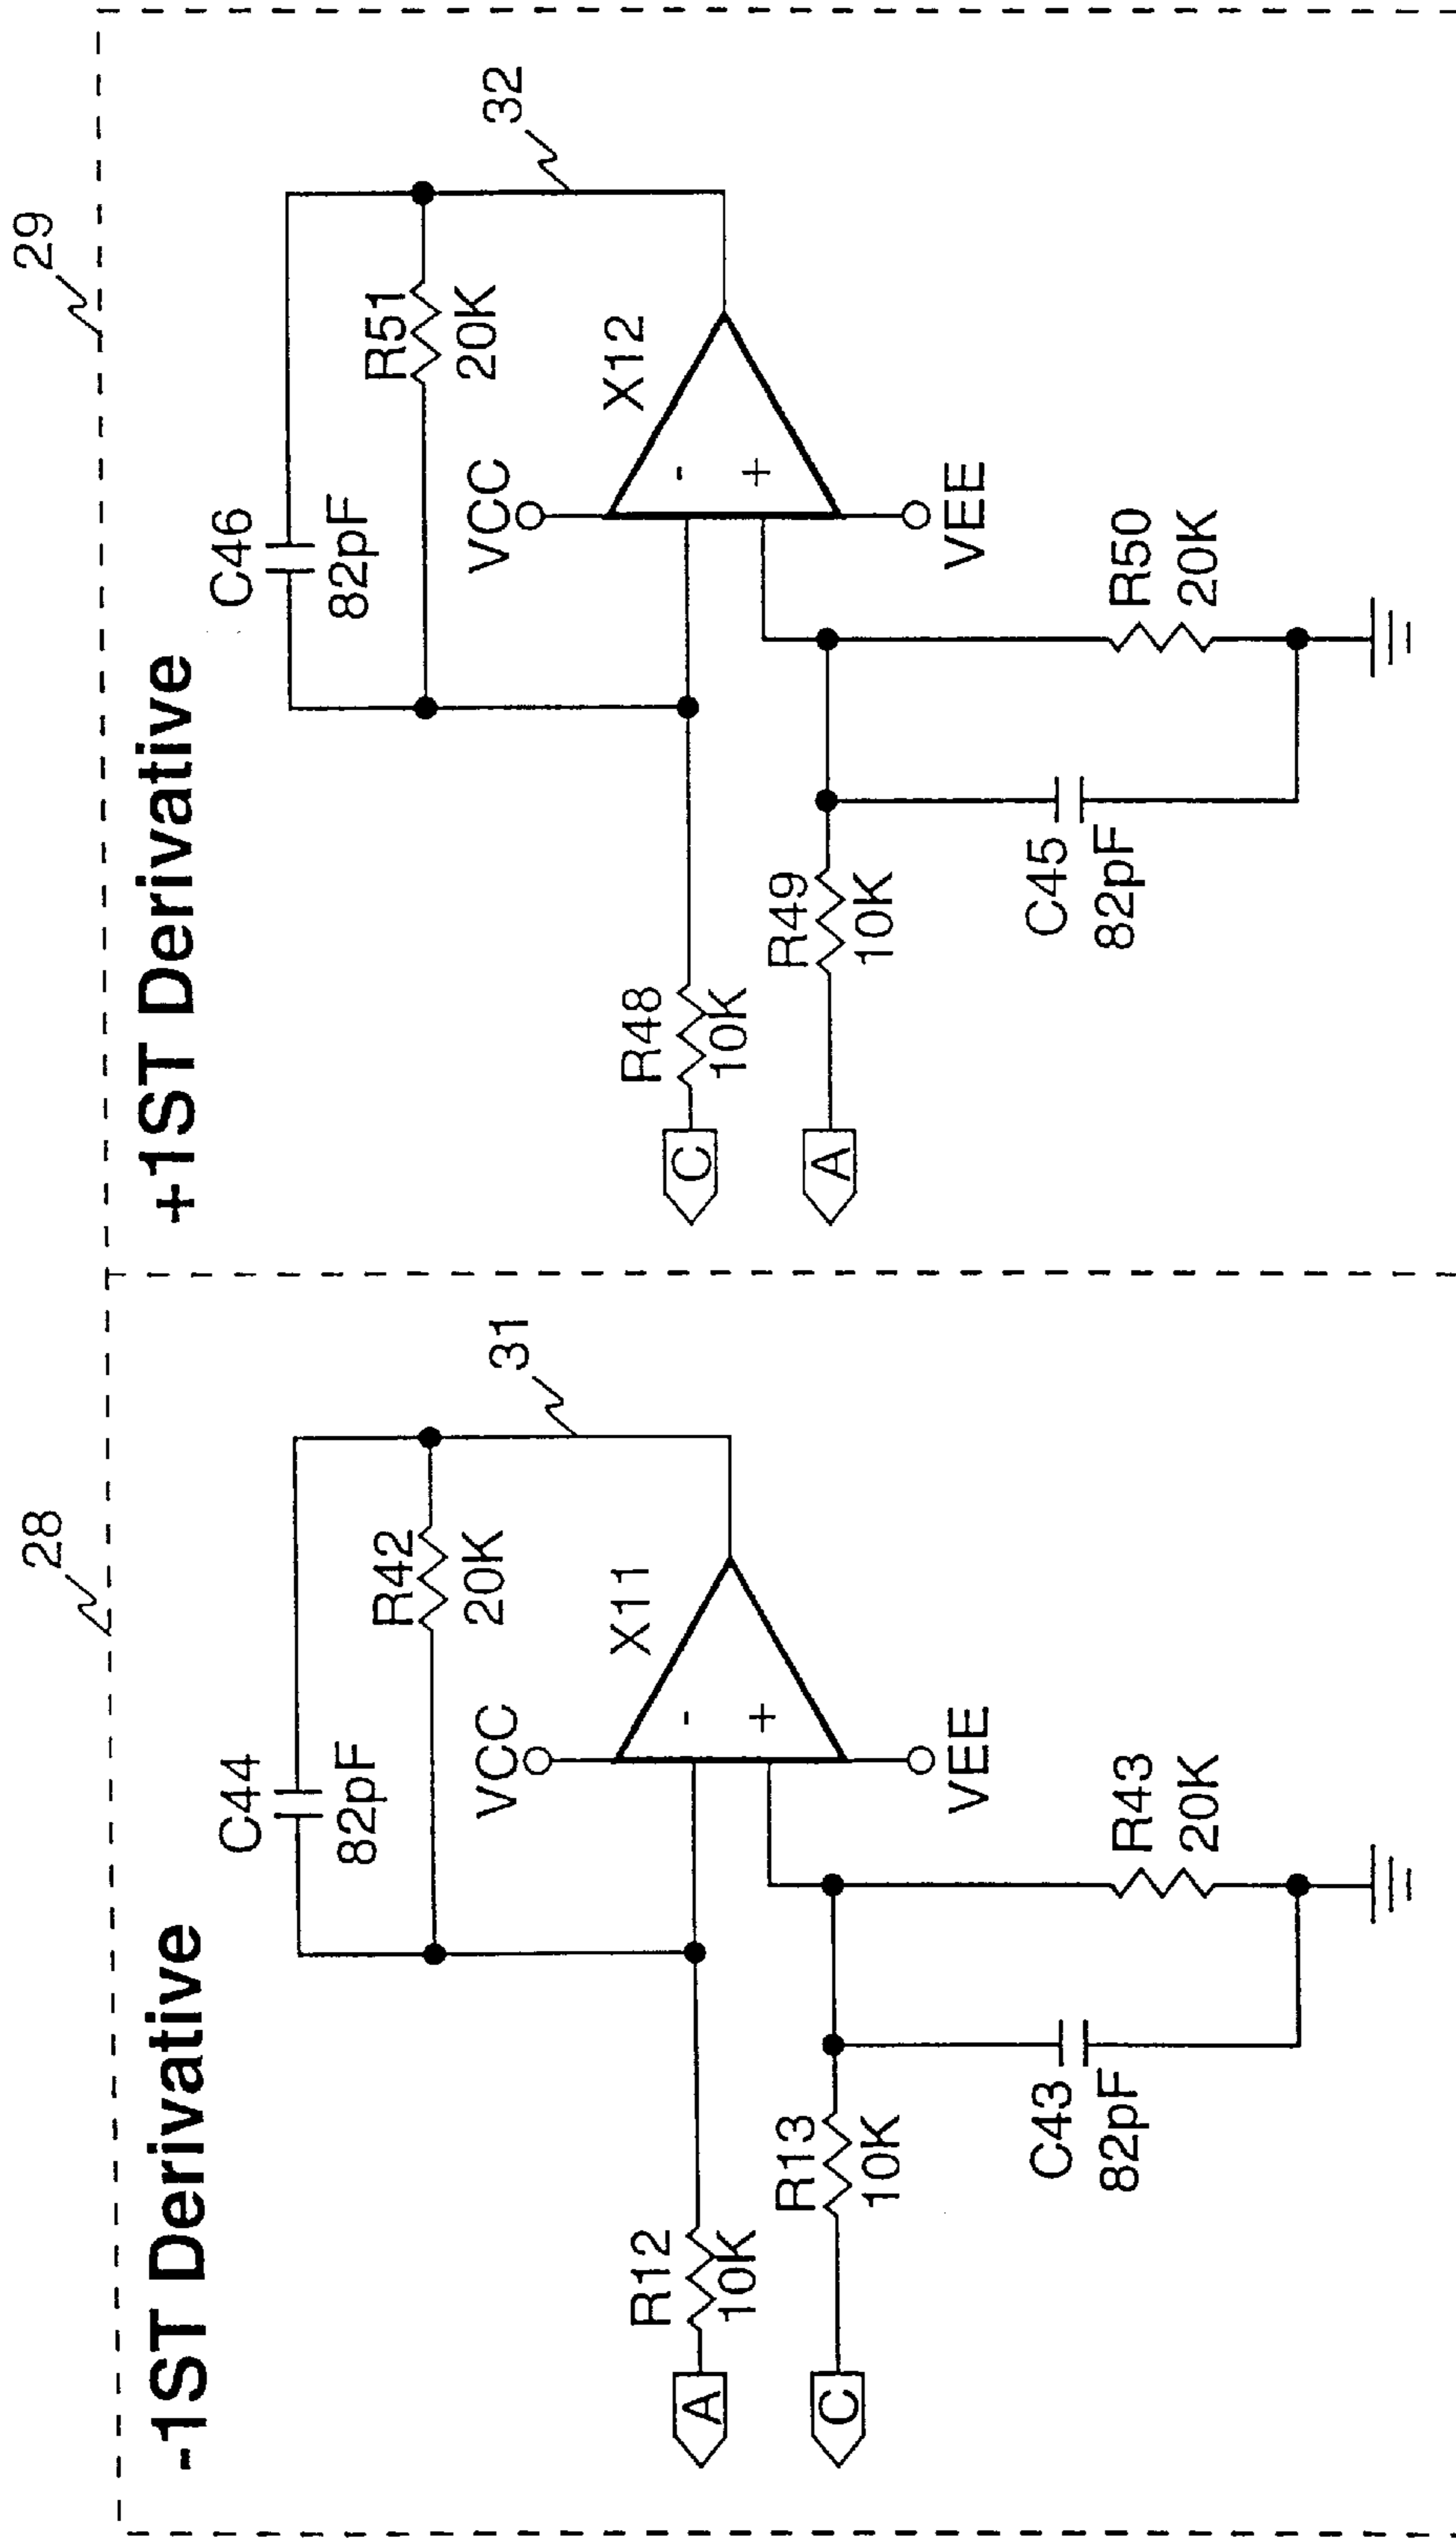 28
-1ST Derivative
C44
82pF
R42
20K
31
VCC
X11
-
+
VEE
A
R12
10K
C
R13
10K
C43
82pF
R43
20K
29
+1ST Derivative
C46
82pF
R51
20K
32
VCC
X12
-
+
VEE
C
R48
10K
A
R49
10K
C45
82pF
R50
20K